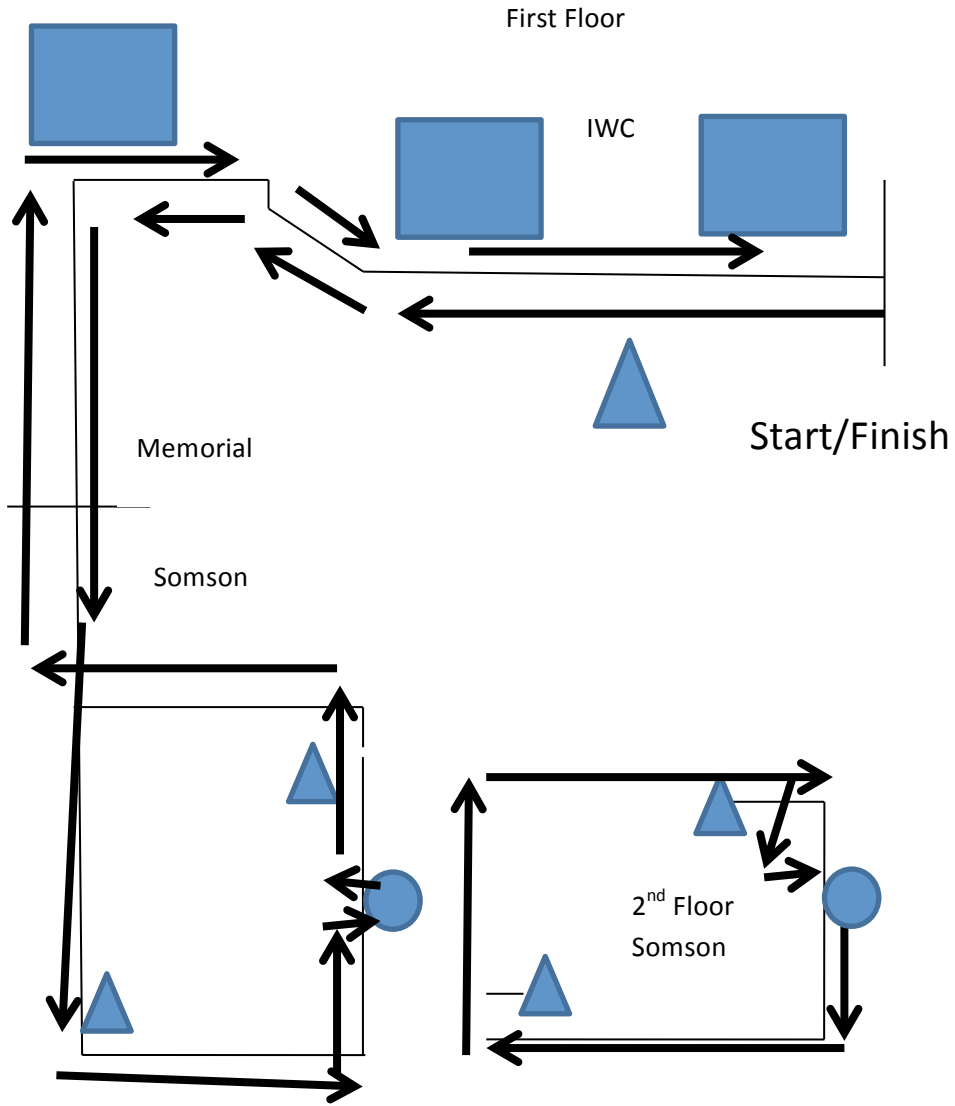 First Floor
IWC
Start/Finish
Memorial
Somson
2nd Floor
Somson